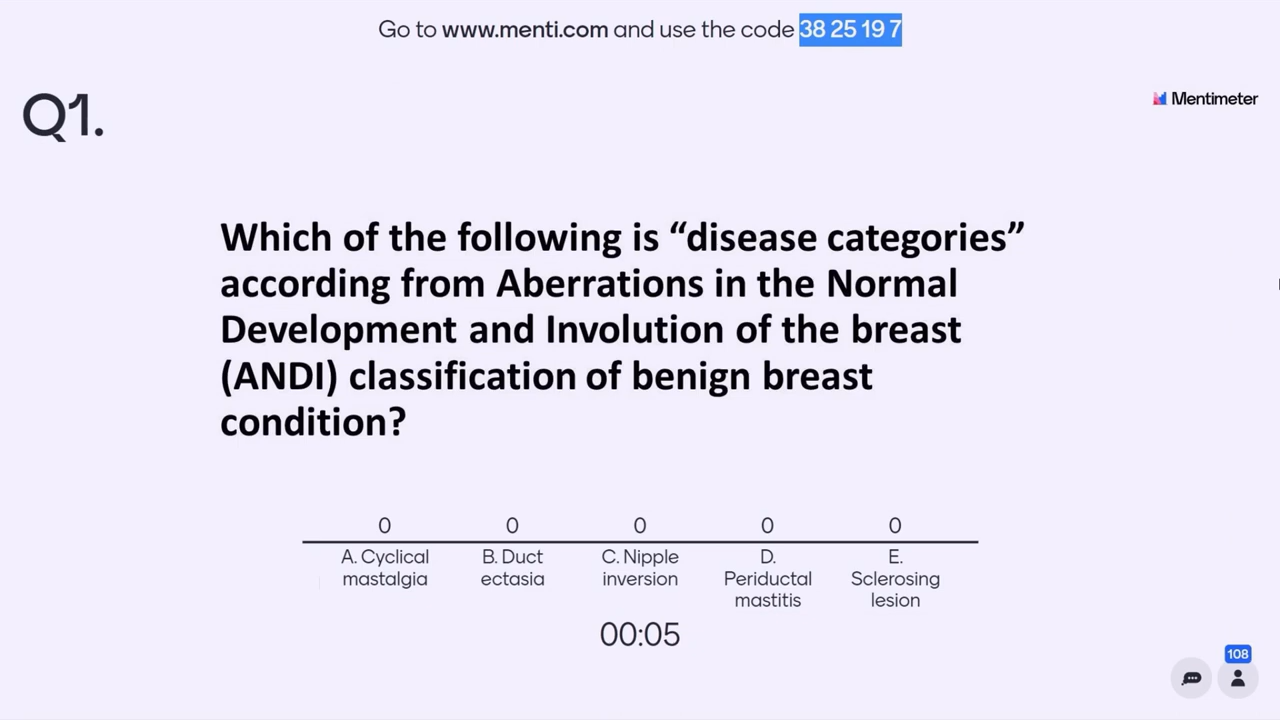 Go to www.menti.com and use the code 38 25 19 7
Mentimeter
Q1.
Which of the following is “disease categories”
according from Aberrations in the Normal
Development and Involution of the breast
(ANDI) classification of benign breast
condition?
0 0 0 0 0
A. Cyclical
mastalgia
B. Duct
ectasia
C. Nipple
inversion
D.
Periductal
mastitis
E.
Sclerosing
lesion
00:05
108